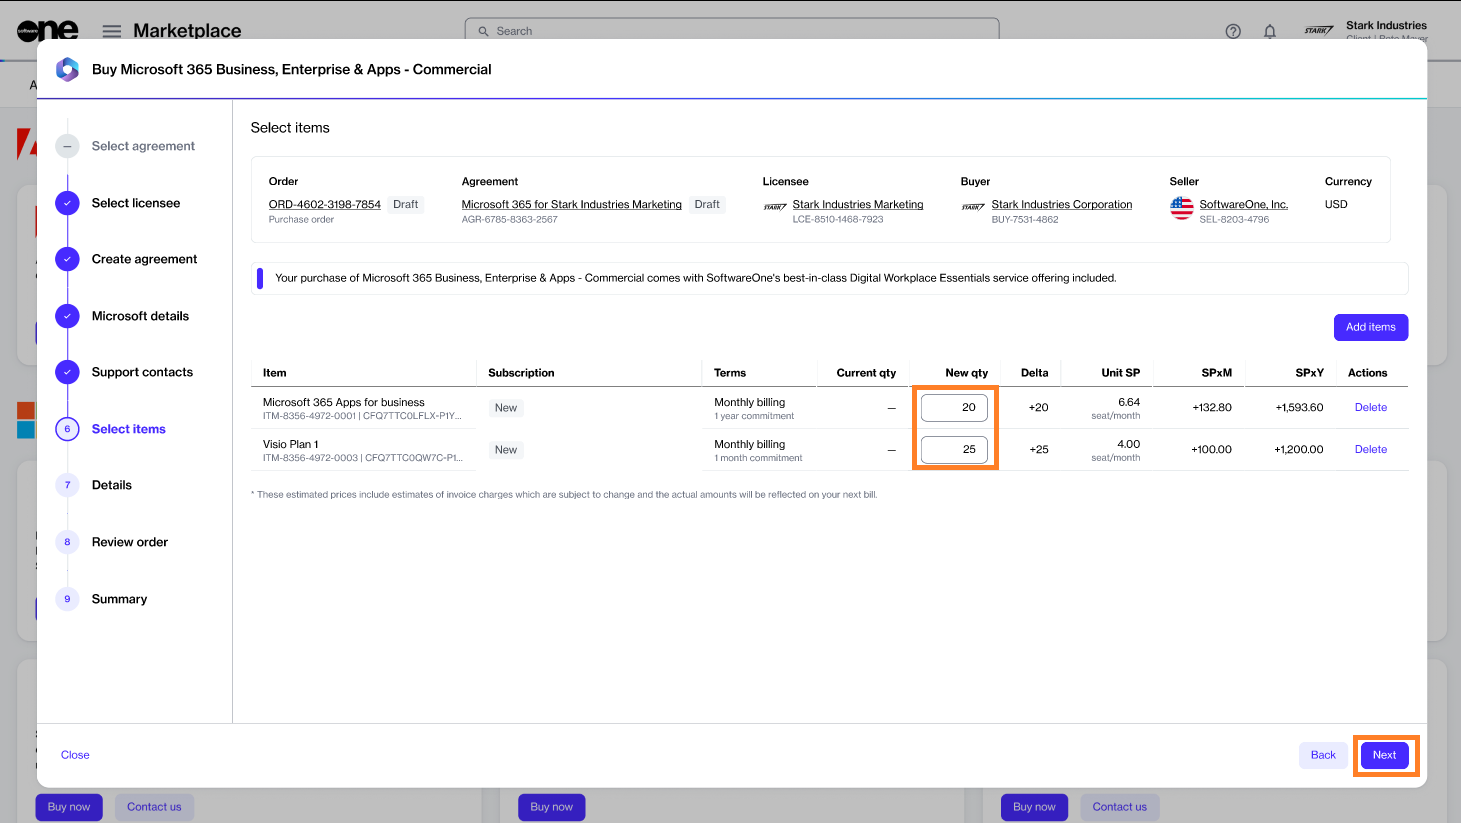 software
one
Marketplace
Search
Stark Industries
STARK
Buy Microsoft 365 Business, Enterprise & Apps - Commercial
Select agreement
Select licensee
Create agreement
Microsoft details
Support contacts
6 Select items
7 Details
8 Review order
9 Summary
Select items
Order Agreement Licensee Buyer Seller Currency
ORD-4602-3198-7854 Draft Microsoft 365 for Stark Industries Marketing Draft STARK Stark Industries Marketing STARK Stark Industries Corporation SoftwareOne, Inc. USD
Purchase order AGR-6785-8363-2567 LCE-8510-1468-7923 BUY-7531-4862 SEL-8203-4796
Your purchase of Microsoft 365 Business, Enterprise & Apps - Commercial comes with SoftwareOne's best-in-class Digital Workplace Essentials service offering included.
Add items
Item Subscription Terms Current qty New qty Delta Unit SP SPxM SPxY Actions
Microsoft 365 Apps for business New Monthly billing — 20 +20 6.64 +132.80 +1,593.60 Delete
ITM-8356-4972-0001 | CFQ7TTC0LFLX-P1Y... 1 year commitment seat/month
Visio Plan 1 New Monthly billing — 25 +25 4.00 +100.00 +1,200.00 Delete
ITM-8356-4972-0003 | CFQ7TTC0QW7C-P1... 1 month commitment seat/month
* These estimated prices include estimates of invoice charges which are subject to change and the actual amounts will be reflected on your next bill.
Close Back Next
Buy now Contact us Buy now Buy now Contact us